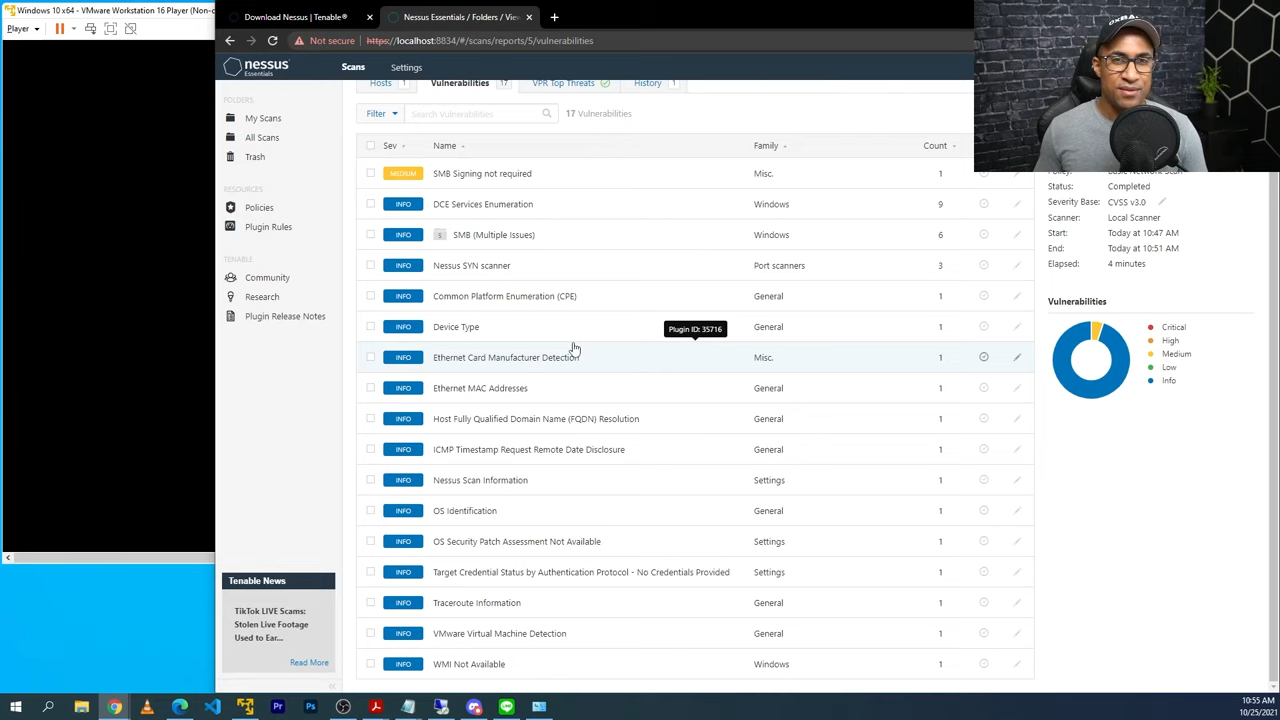 Windows 10 x64 - VMware Workstation 16 Player (Non-c
Player
Download Nessus | Tenable®
Nessus Essentials / Folders / Vi
Not secure | https://localhost:8834/#/scans/reports/5/vulnerabilities
nessus Essentials
Scans
Settings
FOLDERS
My Scans
All Scans
Trash
RESOURCES
Policies
Plugin Rules
TENABLE
Community
Research
Plugin Release Notes
Tenable News
TikTok LIVE Scams:
Stolen Live Footage
Used to Ear...
Read More
Hosts 1 Vulnerabilities 17 VPR Top Threats History 1
Filter Search Vulnerabilities 17 Vulnerabilities
Sev Name Family Count
MEDIUM SMB Signing not required Misc. 1
INFO DCE Services Enumeration Windows 9
INFO 5 SMB (Multiple Issues) Windows 6
INFO Nessus SYN scanner Port scanners 3
INFO Common Platform Enumeration (CPE) General 1
INFO Device Type General 1
Plugin ID: 35716
INFO Ethernet Card Manufacturer Detection Misc. 1
INFO Ethernet MAC Addresses General 1
INFO Host Fully Qualified Domain Name (FQDN) Resolution General 1
INFO ICMP Timestamp Request Remote Date Disclosure General 1
INFO Nessus Scan Information Settings 1
INFO OS Identification General 1
INFO OS Security Patch Assessment Not Available Settings 1
INFO Target Credential Status by Authentication Protocol - No Credentials Provided Settings 1
INFO Traceroute Information General 1
INFO VMware Virtual Machine Detection General 1
INFO WMI Not Available Windows 1
Policy: Basic Network Scan
Status: Completed
Severity Base: CVSS v3.0
Scanner: Local Scanner
Start: Today at 10:47 AM
End: Today at 10:51 AM
Elapsed: 4 minutes
Vulnerabilities
Critical
High
Medium
Low
Info
10:55 AM
10/25/2021